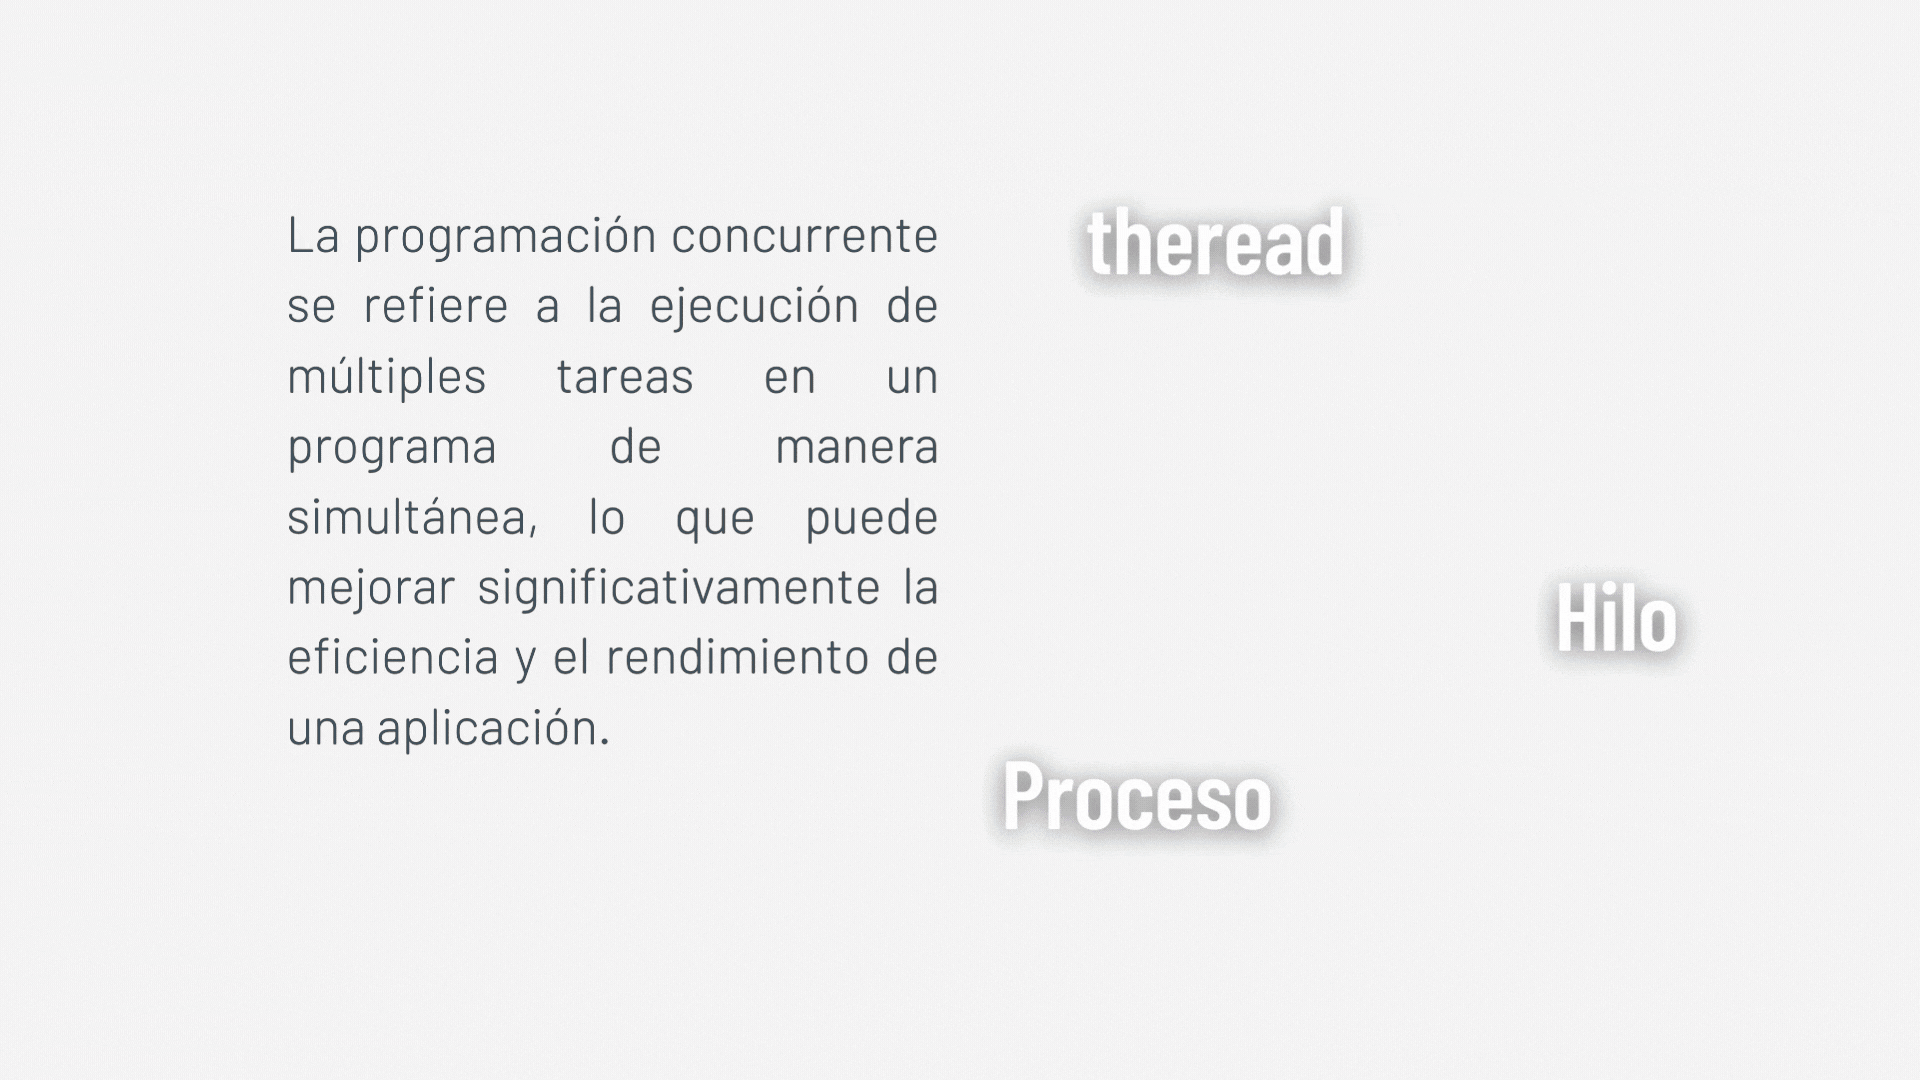 La programación concurrente
se refiere a la ejecución de
múltiples tareas en un
programa de manera
simultánea, lo que puede
mejorar significativamente la
eficiencia y el rendimiento de
una aplicación.
theread
Hilo
Proceso